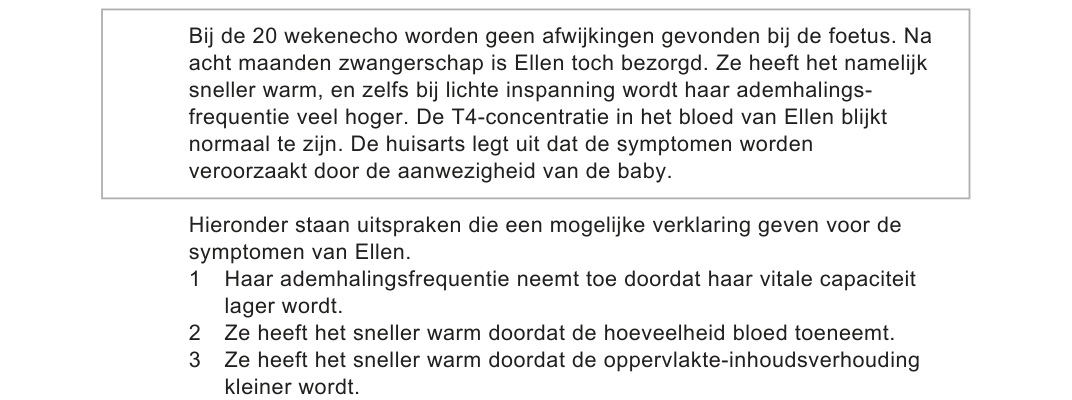 Bij de 20 wekenecho worden geen afwijkingen gevonden bij de foetus. Na
acht maanden zwangerschap is Ellen toch bezorgd. Ze heeft het namelijk
sneller warm, en zelfs bij lichte inspanning wordt haar ademhalings-
frequentie veel hoger. De T4-concentratie in het bloed van Ellen blijkt
normaal te zijn. De huisarts legt uit dat de symptomen worden
veroorzaakt door de aanwezigheid van de baby.
Hieronder staan uitspraken die een mogelijke verklaring geven voor de
symptomen van Ellen.
1 Haar ademhalingsfrequentie neemt toe doordat haar vitale capaciteit
lager wordt.
2 Ze heeft het sneller warm doordat de hoeveelheid bloed toeneemt.
3 Ze heeft het sneller warm doordat de oppervlakte-inhoudsverhouding
kleiner wordt.